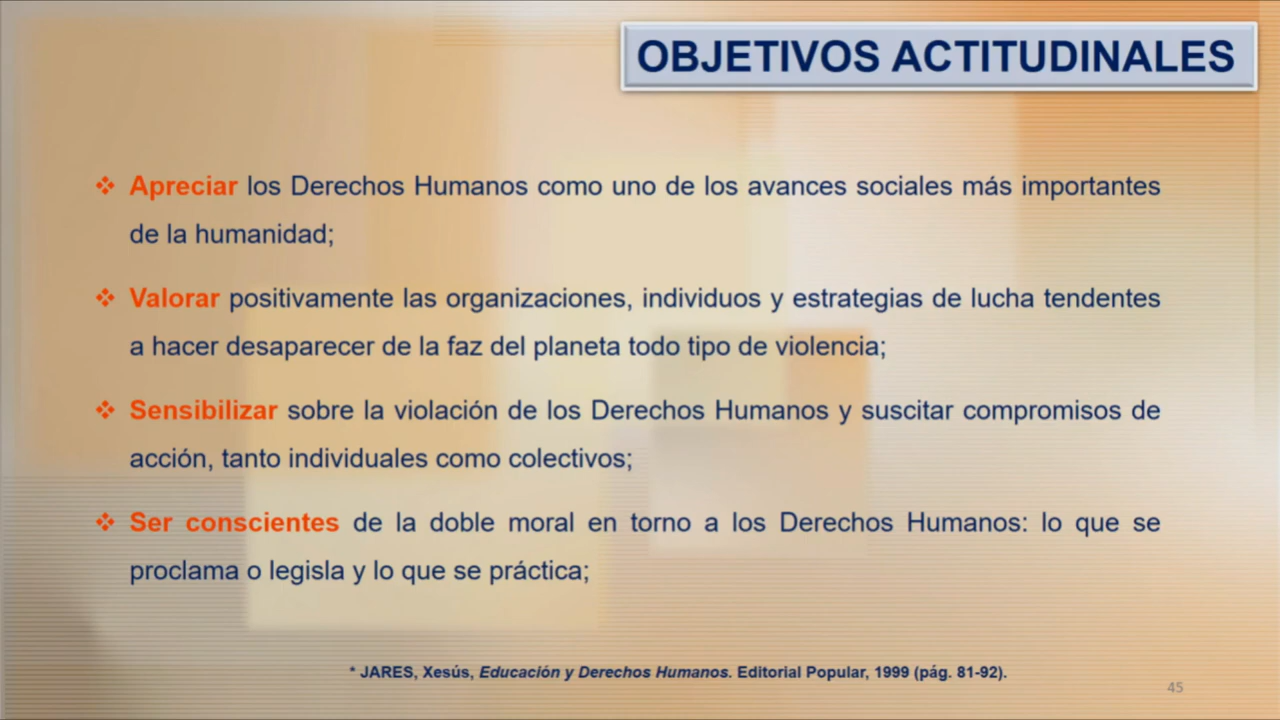 OBJETIVOS ACTITUDINALES
❖ Apreciar los Derechos Humanos como uno de los avances sociales más importantes
de la humanidad;
❖ Valorar positivamente las organizaciones, individuos y estrategias de lucha tendentes
a hacer desaparecer de la faz del planeta todo tipo de violencia;
❖ Sensibilizar sobre la violación de los Derechos Humanos y suscitar compromisos de
acción, tanto individuales como colectivos;
❖ Ser conscientes de la doble moral en torno a los Derechos Humanos: lo que se
proclama o legisla y lo que se práctica;
* JARES, Xesús, Educación y Derechos Humanos. Editorial Popular, 1999 (pág. 81-92).
45